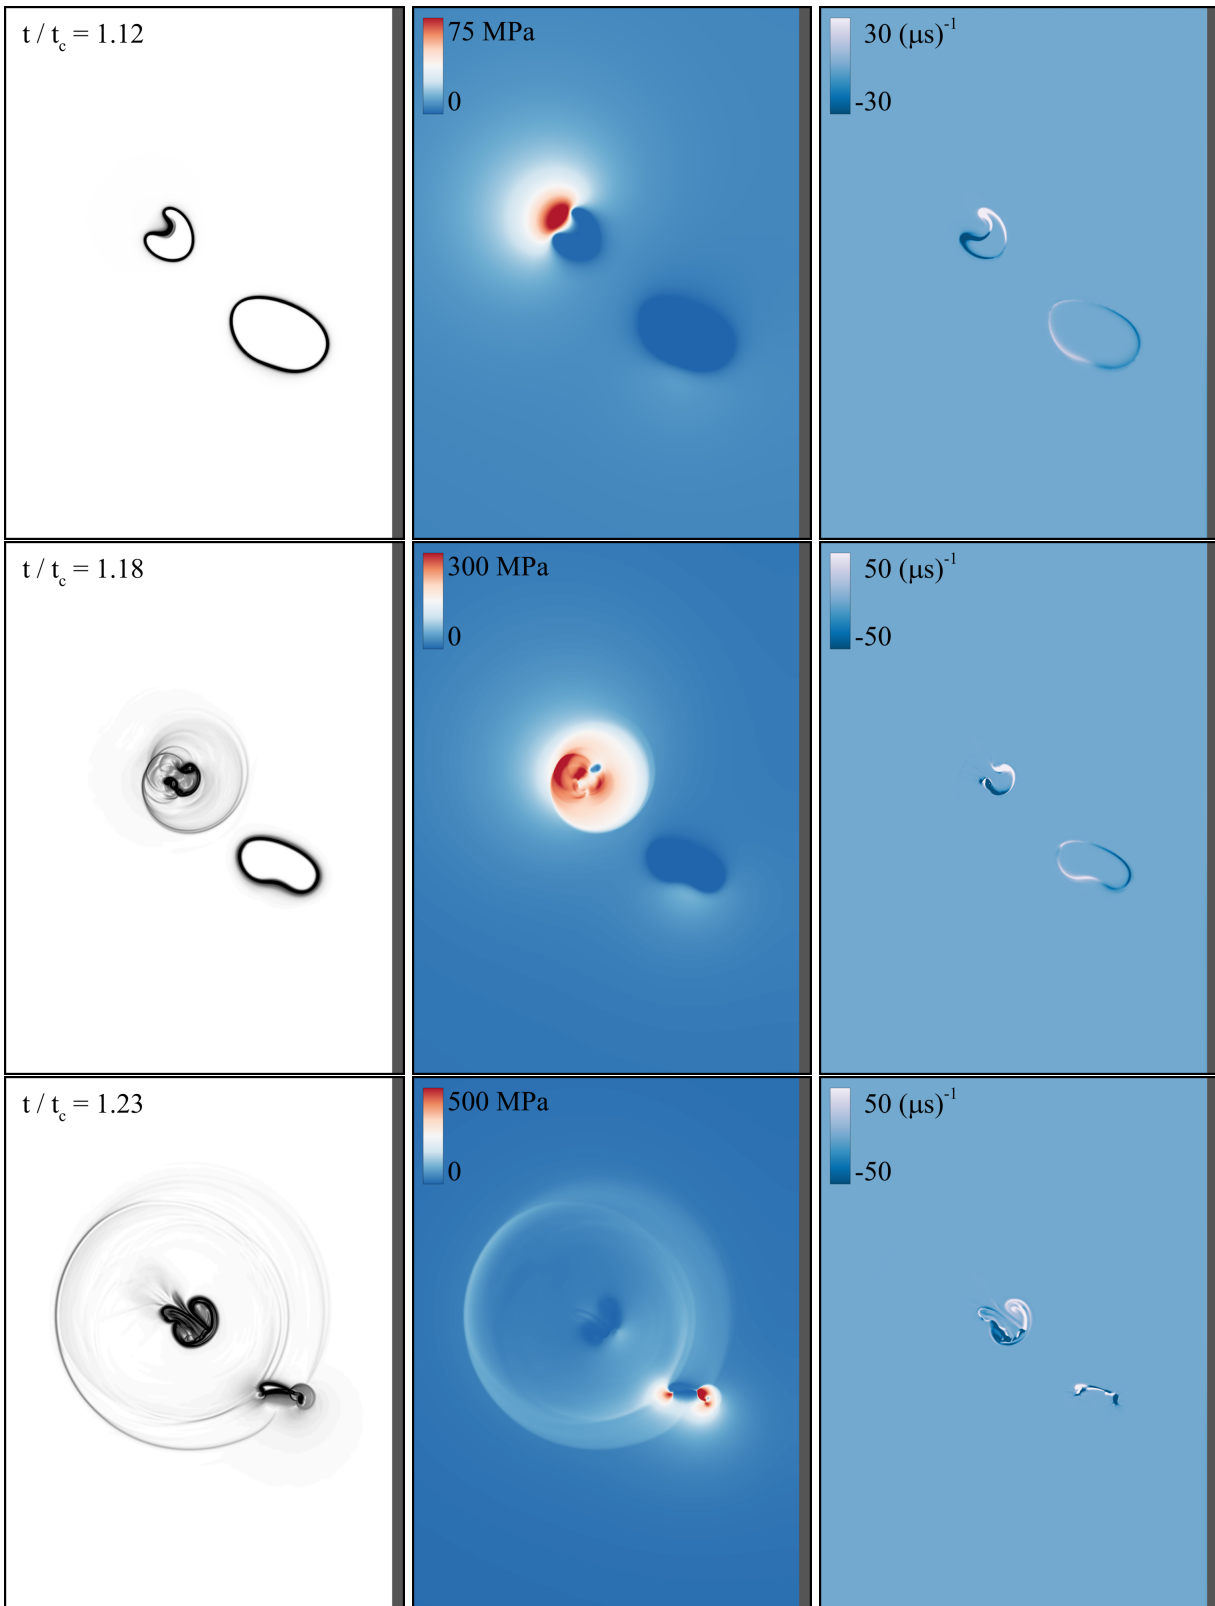 t / t_c = 1.12
75 MPa
0
30 (μs)⁻¹
-30
t / t_c = 1.18
300 MPa
0
50 (μs)⁻¹
-50
t / t_c = 1.23
500 MPa
0
50 (μs)⁻¹
-50